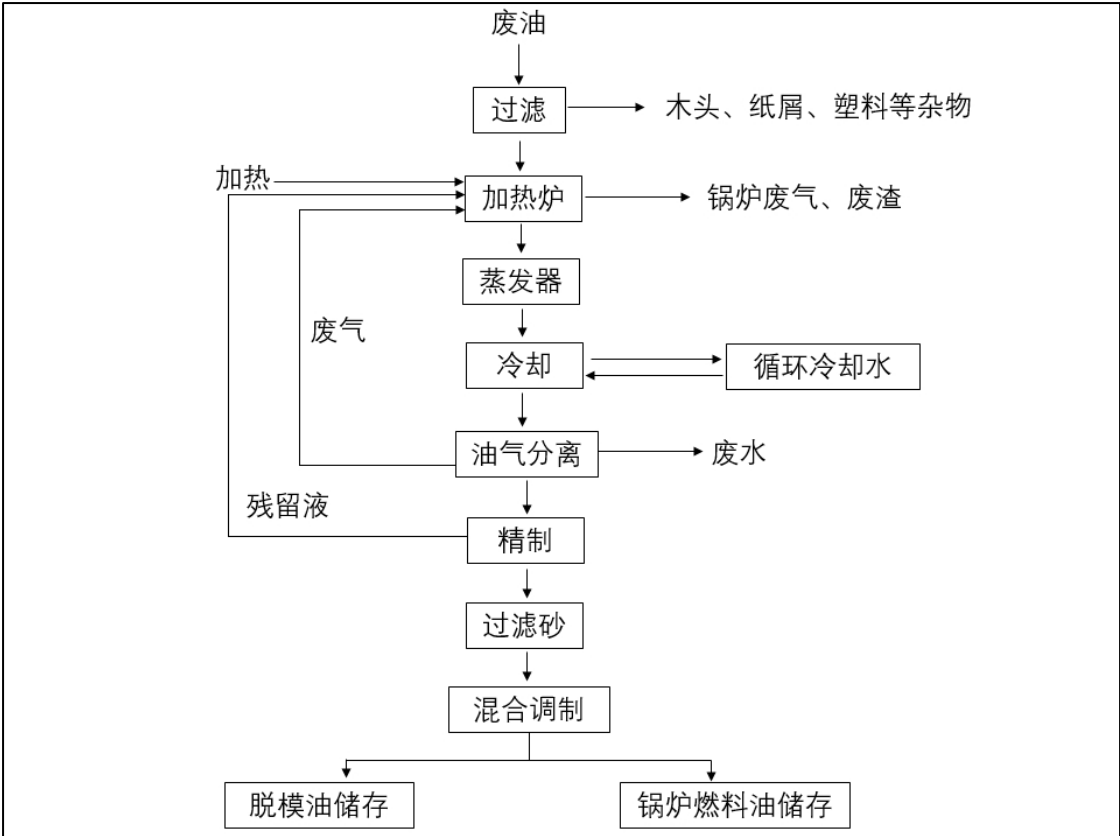 废油
过滤
木头、纸屑、塑料等杂物
加热
加热炉
锅炉废气、废渣
蒸发器
废气
冷却
循环冷却水
油气分离
废水
残留液
精制
过滤砂
混合调制
脱模油储存
锅炉燃料油储存